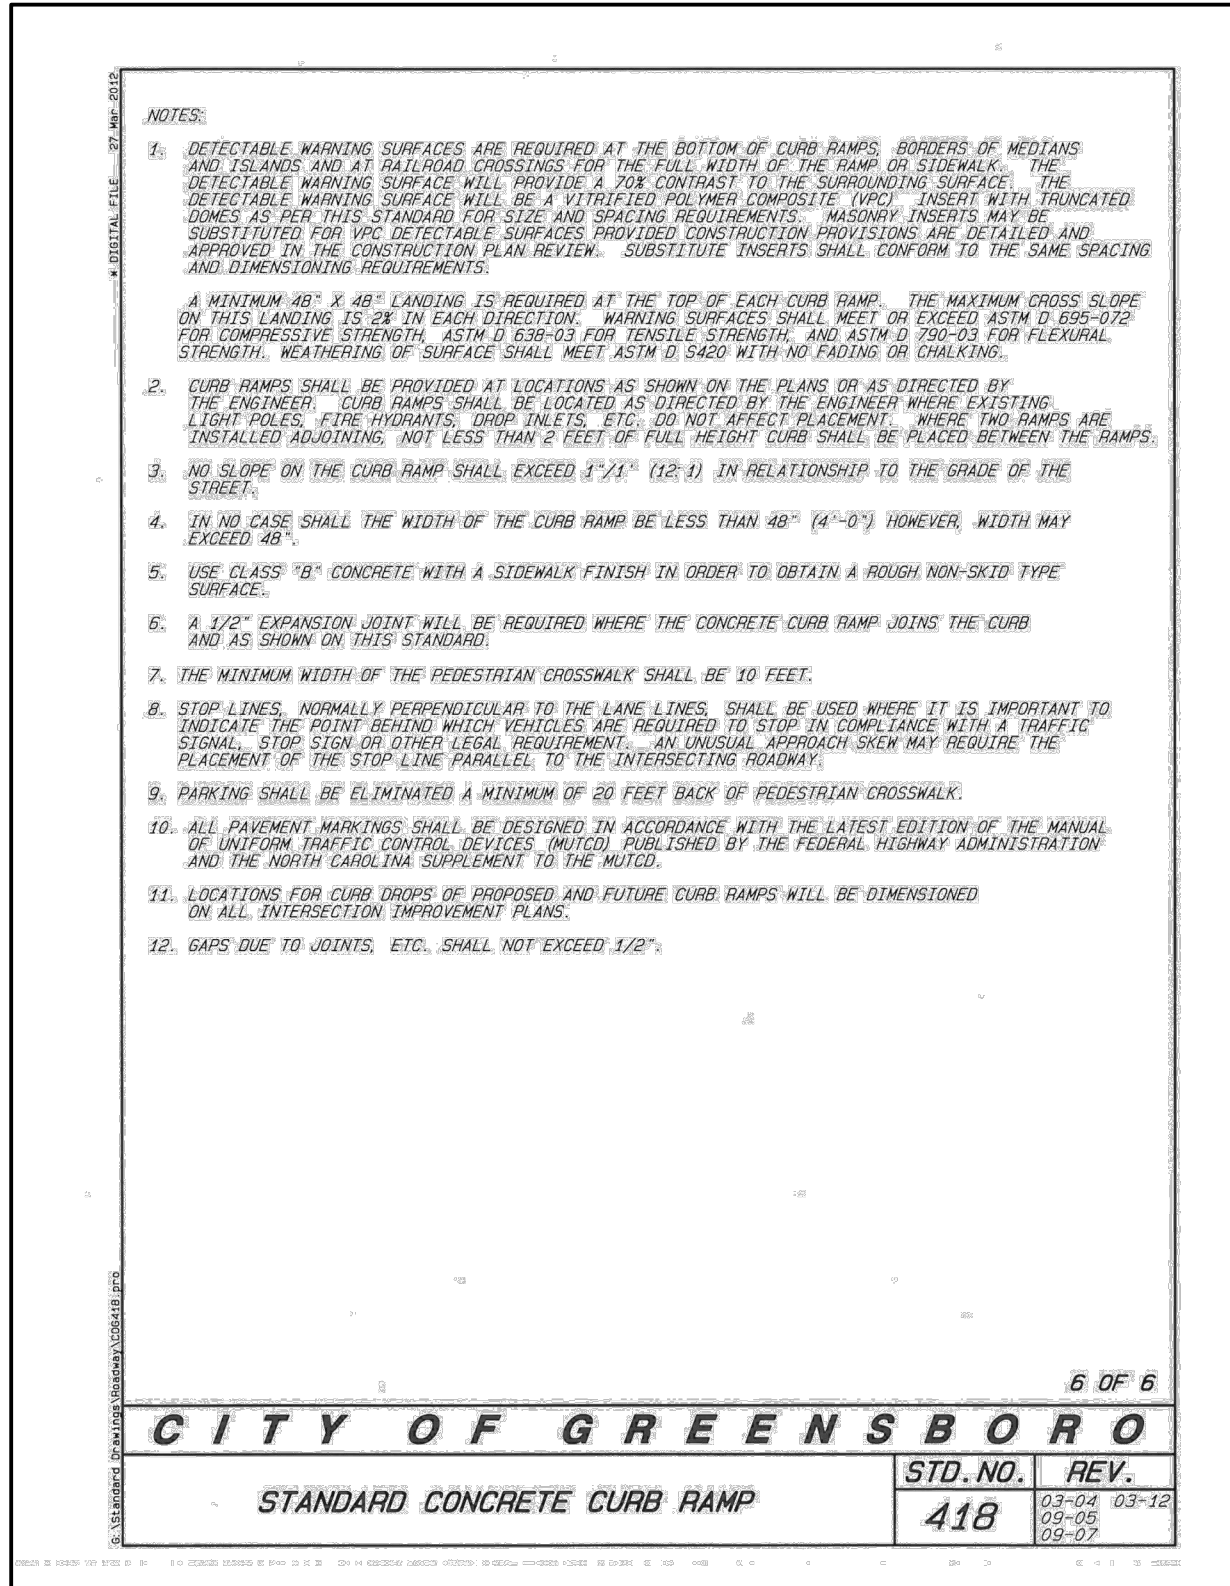 * DIGITAL FILE 27-Mar-2012
NOTES:
1. DETECTABLE WARNING SURFACES ARE REQUIRED AT THE BOTTOM OF CURB RAMPS, BORDERS OF MEDIANS
AND ISLANDS AND AT RAILROAD CROSSINGS FOR THE FULL WIDTH OF THE RAMP OR SIDEWALK. THE
DETECTABLE WARNING SURFACE WILL PROVIDE A 70% CONTRAST TO THE SURROUNDING SURFACE. THE
DETECTABLE WARNING SURFACE WILL BE A VITRIFIED POLYMER COMPOSITE (VPC) INSERT WITH TRUNCATED
DOMES AS PER THIS STANDARD FOR SIZE AND SPACING REQUIREMENTS. MASONRY INSERTS MAY BE
SUBSTITUTED FOR VPC DETECTABLE SURFACES PROVIDED CONSTRUCTION PROVISIONS ARE DETAILED AND
APPROVED IN THE CONSTRUCTION PLAN REVIEW. SUBSTITUTE INSERTS SHALL CONFORM TO THE SAME SPACING
AND DIMENSIONING REQUIREMENTS.
A MINIMUM 48" X 48" LANDING IS REQUIRED AT THE TOP OF EACH CURB RAMP. THE MAXIMUM CROSS SLOPE
ON THIS LANDING IS 2% IN EACH DIRECTION. WARNING SURFACES SHALL MEET OR EXCEED ASTM D 695-072
FOR COMPRESSIVE STRENGTH, ASTM D 638-03 FOR TENSILE STRENGTH, AND ASTM D 790-03 FOR FLEXURAL
STRENGTH. WEATHERING OF SURFACE SHALL MEET ASTM D S420 WITH NO FADING OR CHALKING.
2. CURB RAMPS SHALL BE PROVIDED AT LOCATIONS AS SHOWN ON THE PLANS OR AS DIRECTED BY
THE ENGINEER. CURB RAMPS SHALL BE LOCATED AS DIRECTED BY THE ENGINEER WHERE EXISTING
LIGHT POLES, FIRE HYDRANTS, DROP INLETS, ETC. DO NOT AFFECT PLACEMENT. WHERE TWO RAMPS ARE
INSTALLED ADJOINING, NOT LESS THAN 2 FEET OF FULL HEIGHT CURB SHALL BE PLACED BETWEEN THE RAMPS.
3. NO SLOPE ON THE CURB RAMP SHALL EXCEED 1"/1' (12:1) IN RELATIONSHIP TO THE GRADE OF THE
STREET.
4. IN NO CASE SHALL THE WIDTH OF THE CURB RAMP BE LESS THAN 48" (4'-0") HOWEVER, WIDTH MAY
EXCEED 48".
5. USE CLASS "B" CONCRETE WITH A SIDEWALK FINISH IN ORDER TO OBTAIN A ROUGH NON-SKID TYPE
SURFACE.
6. A 1/2" EXPANSION JOINT WILL BE REQUIRED WHERE THE CONCRETE CURB RAMP JOINS THE CURB
AND AS SHOWN ON THIS STANDARD.
7. THE MINIMUM WIDTH OF THE PEDESTRIAN CROSSWALK SHALL BE 10 FEET.
8. STOP LINES, NORMALLY PERPENDICULAR TO THE LANE LINES, SHALL BE USED WHERE IT IS IMPORTANT TO
INDICATE THE POINT BEHIND WHICH VEHICLES ARE REQUIRED TO STOP IN COMPLIANCE WITH A TRAFFIC
SIGNAL, STOP SIGN OR OTHER LEGAL REQUIREMENT. AN UNUSUAL APPROACH SKEW MAY REQUIRE THE
PLACEMENT OF THE STOP LINE PARALLEL TO THE INTERSECTING ROADWAY.
9. PARKING SHALL BE ELIMINATED A MINIMUM OF 20 FEET BACK OF PEDESTRIAN CROSSWALK.
10. ALL PAVEMENT MARKINGS SHALL BE DESIGNED IN ACCORDANCE WITH THE LATEST EDITION OF THE MANUAL
OF UNIFORM TRAFFIC CONTROL DEVICES (MUTCD) PUBLISHED BY THE FEDERAL HIGHWAY ADMINISTRATION
AND THE NORTH CAROLINA SUPPLEMENT TO THE MUTCD.
11. LOCATIONS FOR CURB DROPS OF PROPOSED AND FUTURE CURB RAMPS WILL BE DIMENSIONED
ON ALL INTERSECTION IMPROVEMENT PLANS.
12. GAPS DUE TO JOINTS, ETC. SHALL NOT EXCEED 1/2".
G:\Standard Drawings\Roadway\COG418.pro
6 OF 6
CITY OF GREENSBORO
STANDARD CONCRETE CURB RAMP
STD.NO. REV.
418
03-04 03-12
09-05
09-07